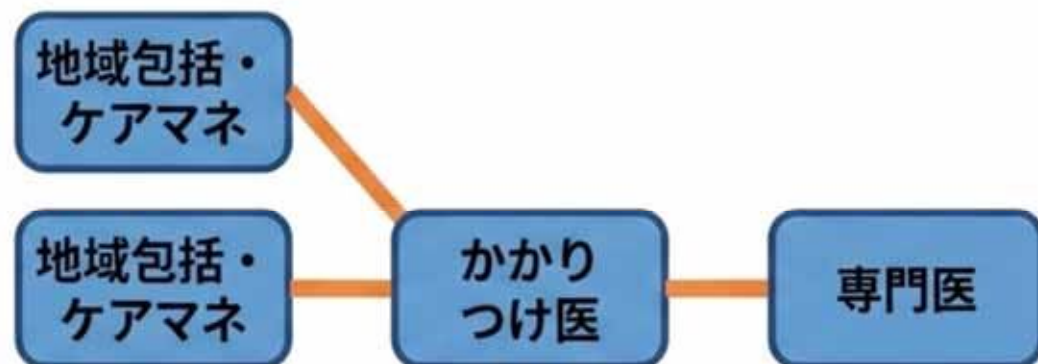 地域包括・
ケアマネ
地域包括・
ケアマネ
かかり
つけ医
専門医